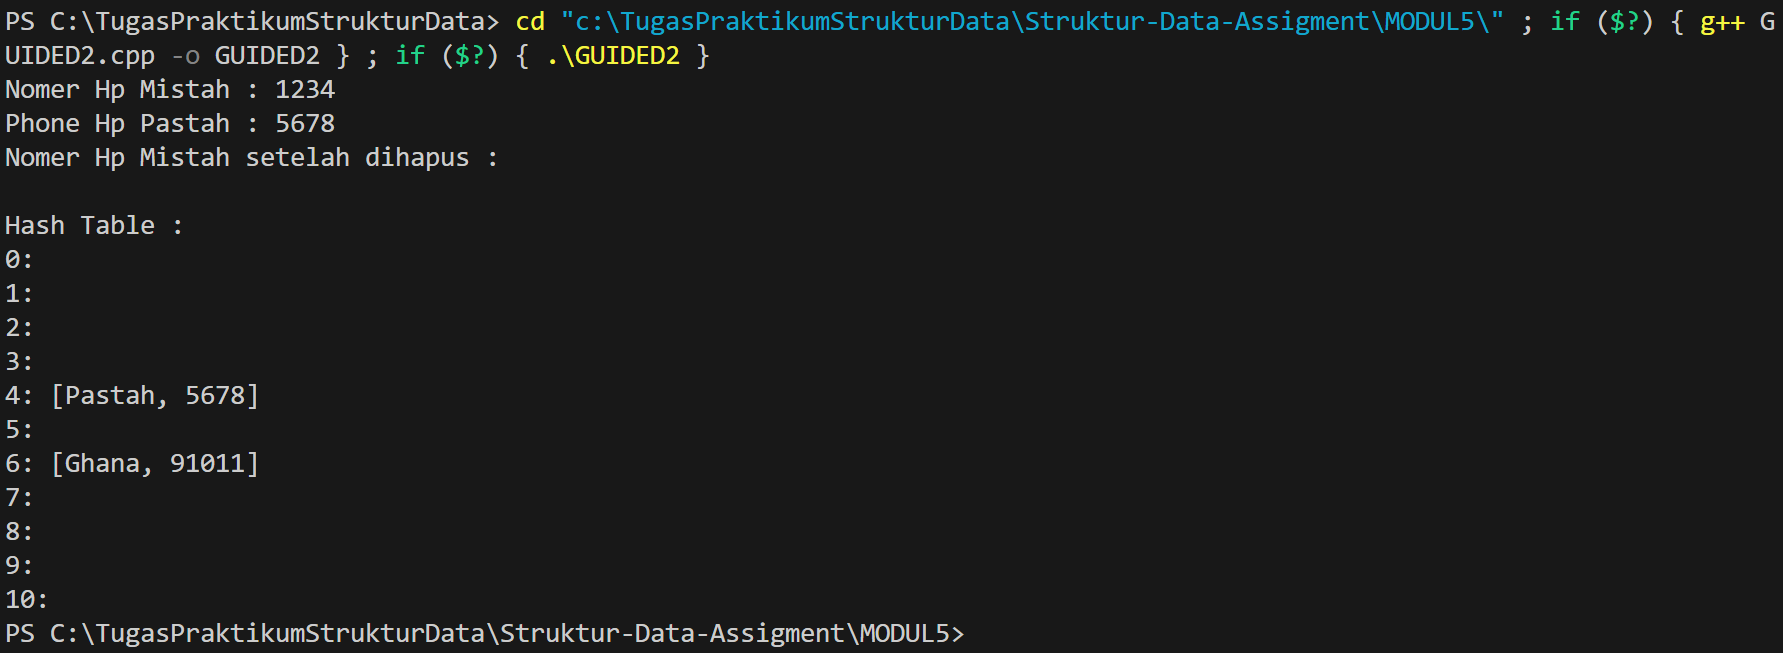 PS C:\TugasPraktikumStrukturData> cd "c:\TugasPraktikumStrukturData\Struktur-Data-Assigment\MODUL5\" ; if ($?) { g++ G
UIDED2.cpp -o GUIDED2 } ; if ($?) { .\GUIDED2 }
Nomer Hp Mistah : 1234
Phone Hp Pastah : 5678
Nomer Hp Mistah setelah dihapus :
Hash Table :
0:
1:
2:
3:
4: [Pastah, 5678]
5:
6: [Ghana, 91011]
7:
8:
9:
10:
PS C:\TugasPraktikumStrukturData\Struktur-Data-Assigment\MODUL5>